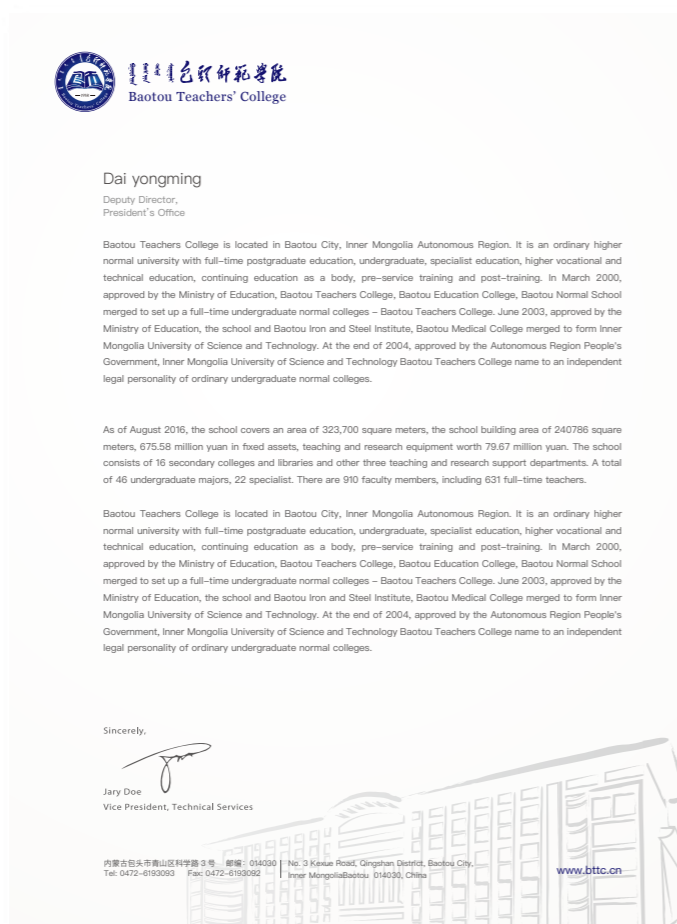 包頭師範學院
Baotou Teachers' College
Dai yongming
Deputy Director,
President's Office
Baotou Teachers College is located in Baotou City, Inner Mongolia Autonomous Region. It is an ordinary higher
normal university with full-time postgraduate education, undergraduate, specialist education, higher vocational and
technical education, continuing education as a body, pre-service training and post-training. In March 2000,
approved by the Ministry of Education, Baotou Teachers College, Baotou Education College, Baotou Normal School
merged to set up a full-time undergraduate normal colleges – Baotou Teachers College. June 2003, approved by the
Ministry of Education, the school and Baotou Iron and Steel Institute, Baotou Medical College merged to form Inner
Mongolia University of Science and Technology. At the end of 2004, approved by the Autonomous Region People's
Government, Inner Mongolia University of Science and Technology Baotou Teachers College name to an independent
legal personality of ordinary undergraduate normal colleges.
As of August 2016, the school covers an area of 323,700 square meters, the school building area of 240786 square
meters, 675.58 million yuan in fixed assets, teaching and research equipment worth 79.67 million yuan. The school
consists of 16 secondary colleges and libraries and other three teaching and research support departments. A total
of 46 undergraduate majors, 22 specialist. There are 910 faculty members, including 631 full-time teachers.
Baotou Teachers College is located in Baotou City, Inner Mongolia Autonomous Region. It is an ordinary higher
normal university with full-time postgraduate education, undergraduate, specialist education, higher vocational and
technical education, continuing education as a body, pre-service training and post-training. In March 2000,
approved by the Ministry of Education, Baotou Teachers College, Baotou Education College, Baotou Normal School
merged to set up a full-time undergraduate normal colleges – Baotou Teachers College. June 2003, approved by the
Ministry of Education, the school and Baotou Iron and Steel Institute, Baotou Medical College merged to form Inner
Mongolia University of Science and Technology. At the end of 2004, approved by the Autonomous Region People's
Government, Inner Mongolia University of Science and Technology Baotou Teachers College name to an independent
legal personality of ordinary undergraduate normal colleges.
Sincerely,
Jary Doe
Vice President, Technical Services
内蒙古包头市青山区科学路 3 号 邮编：014030
Tel: 0472-6193093 Fax: 0472-6193092
No. 3 Kexue Road, Qingshan District, Baotou City,
Inner MongoliaBaotou 014030, China
www.bttc.cn